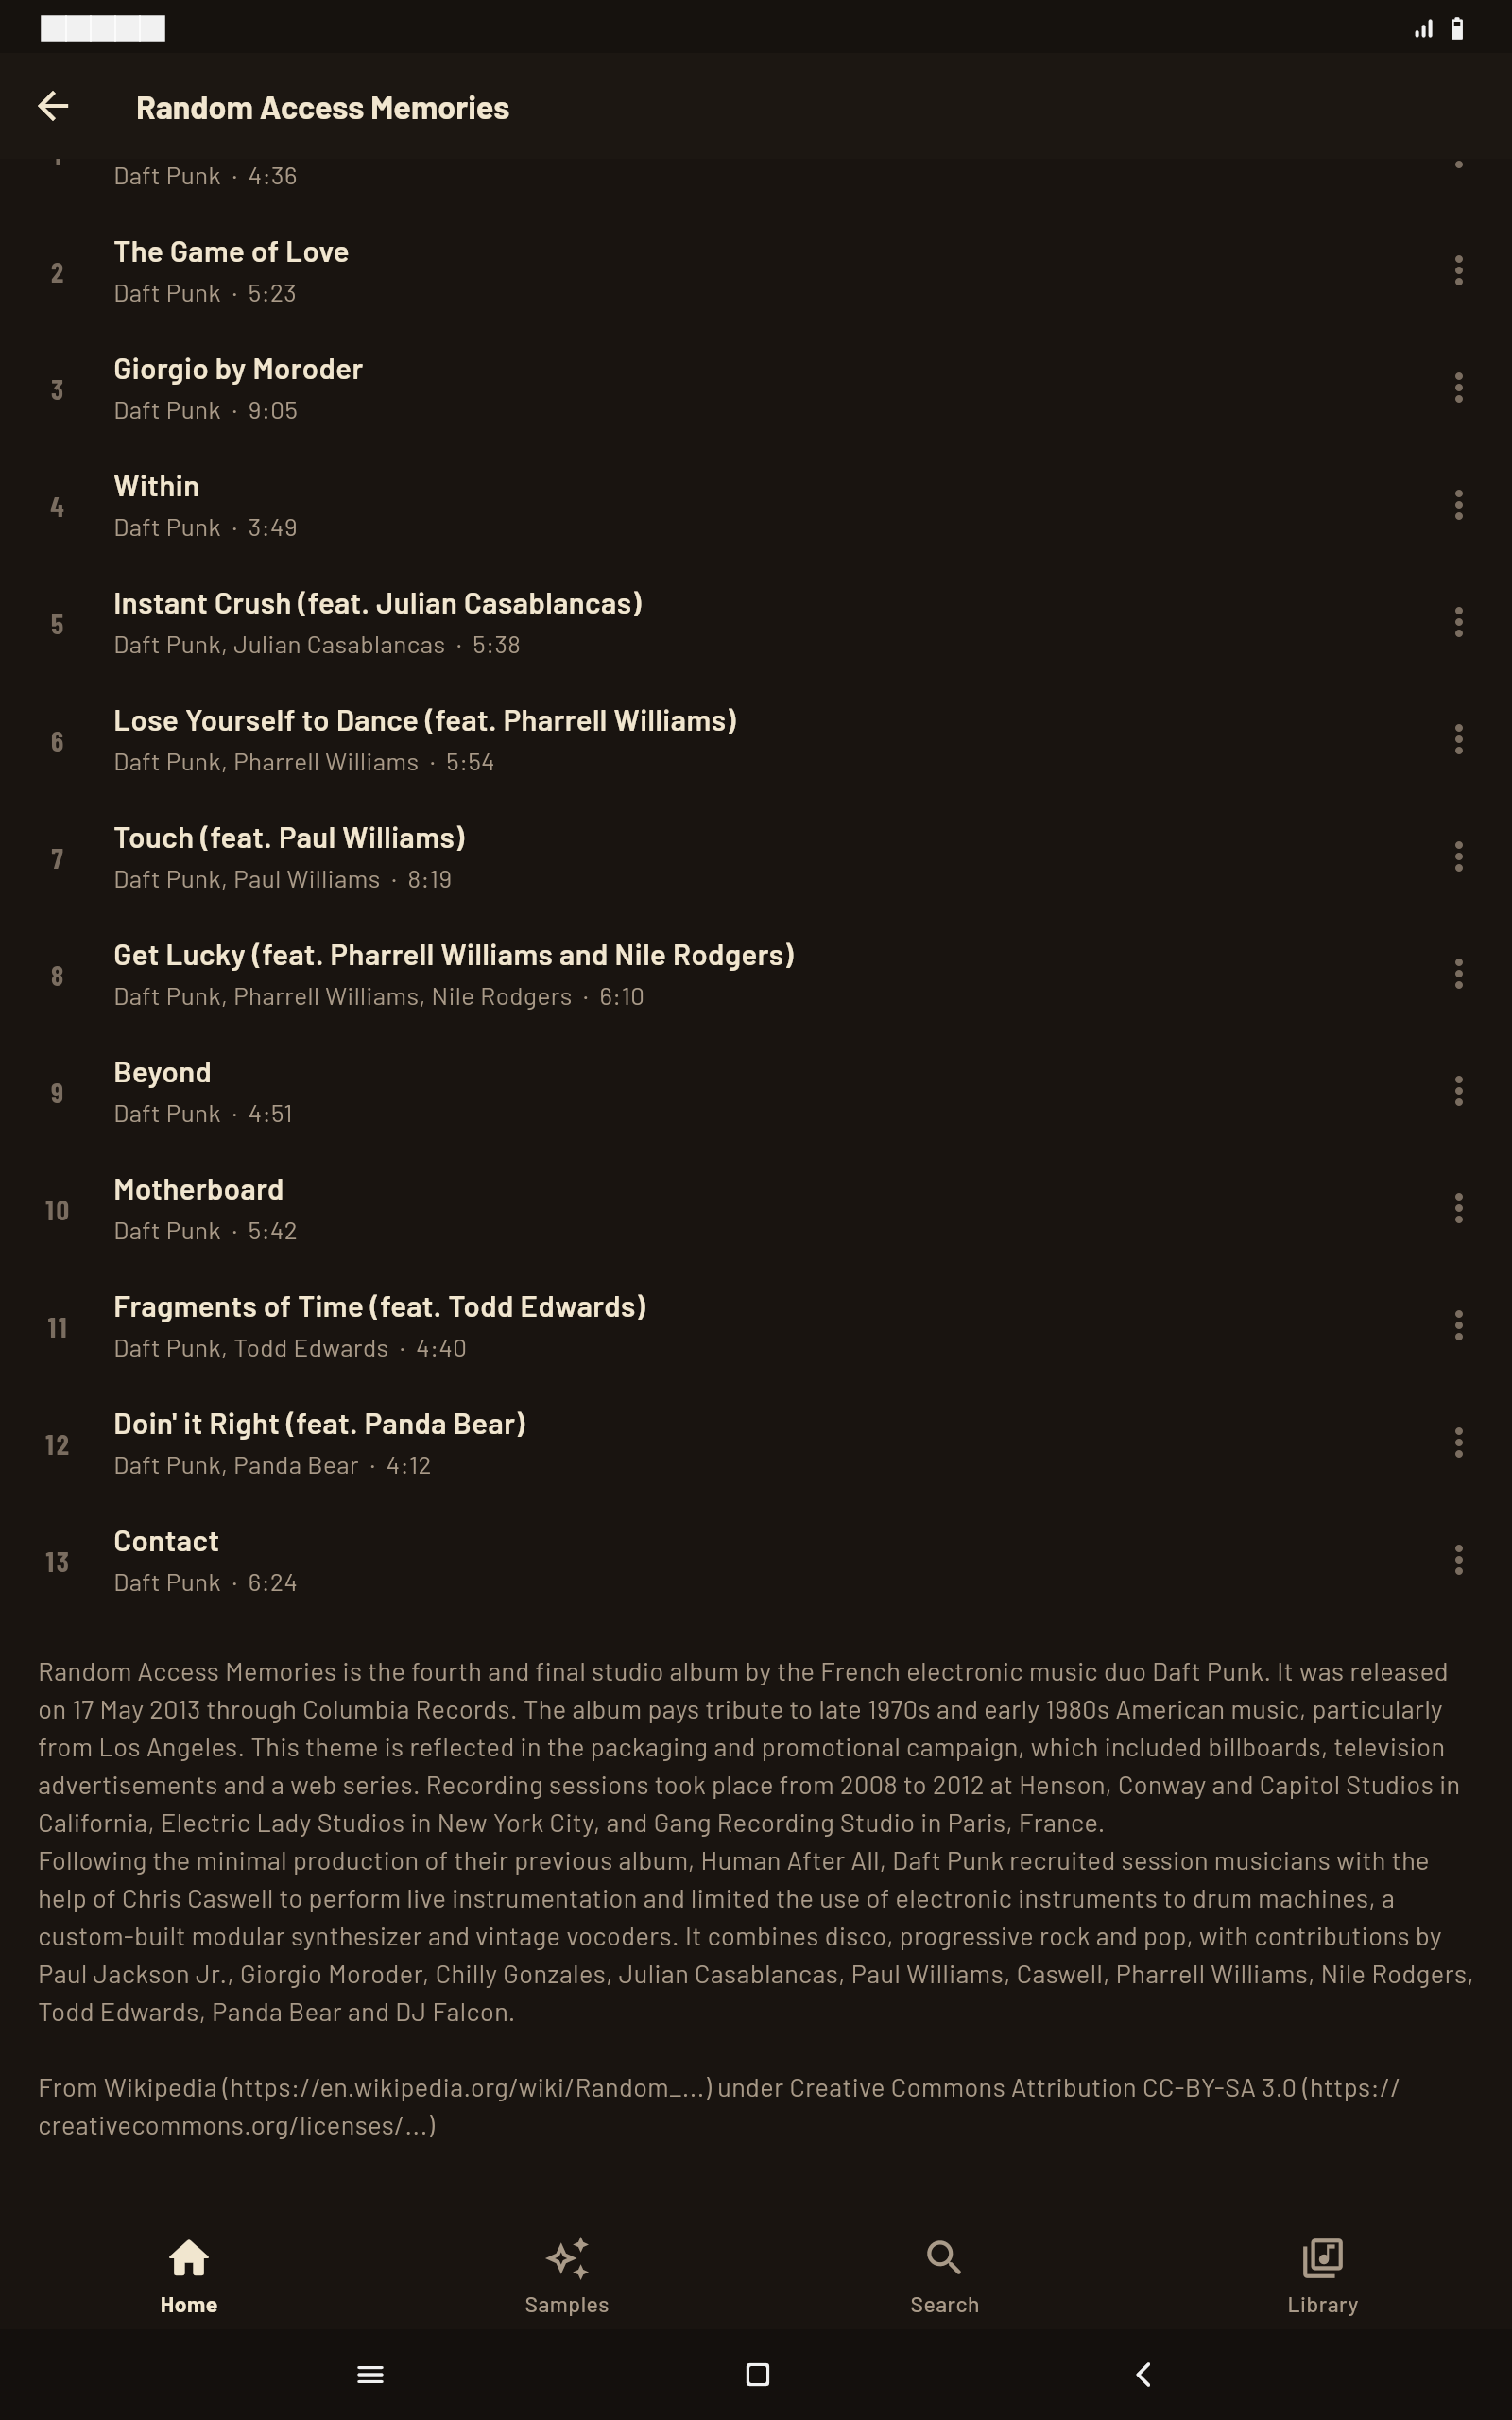 Random Access Memories
Daft Punk · 4:36
2
The Game of Love
Daft Punk · 5:23
3
Giorgio by Moroder
Daft Punk · 9:05
4
Within
Daft Punk · 3:49
5
Instant Crush (feat. Julian Casablancas)
Daft Punk, Julian Casablancas · 5:38
6
Lose Yourself to Dance (feat. Pharrell Williams)
Daft Punk, Pharrell Williams · 5:54
7
Touch (feat. Paul Williams)
Daft Punk, Paul Williams · 8:19
8
Get Lucky (feat. Pharrell Williams and Nile Rodgers)
Daft Punk, Pharrell Williams, Nile Rodgers · 6:10
9
Beyond
Daft Punk · 4:51
10
Motherboard
Daft Punk · 5:42
11
Fragments of Time (feat. Todd Edwards)
Daft Punk, Todd Edwards · 4:40
12
Doin' it Right (feat. Panda Bear)
Daft Punk, Panda Bear · 4:12
13
Contact
Daft Punk · 6:24
Random Access Memories is the fourth and final studio album by the French electronic music duo Daft Punk. It was released
on 17 May 2013 through Columbia Records. The album pays tribute to late 1970s and early 1980s American music, particularly
from Los Angeles. This theme is reflected in the packaging and promotional campaign, which included billboards, television
advertisements and a web series. Recording sessions took place from 2008 to 2012 at Henson, Conway and Capitol Studios in
California, Electric Lady Studios in New York City, and Gang Recording Studio in Paris, France.
Following the minimal production of their previous album, Human After All, Daft Punk recruited session musicians with the
help of Chris Caswell to perform live instrumentation and limited the use of electronic instruments to drum machines, a
custom-built modular synthesizer and vintage vocoders. It combines disco, progressive rock and pop, with contributions by
Paul Jackson Jr., Giorgio Moroder, Chilly Gonzales, Julian Casablancas, Paul Williams, Caswell, Pharrell Williams, Nile Rodgers,
Todd Edwards, Panda Bear and DJ Falcon.
From Wikipedia (https://en.wikipedia.org/wiki/Random_...) under Creative Commons Attribution CC-BY-SA 3.0 (https://
creativecommons.org/licenses/...)
Home
Samples
Search
Library